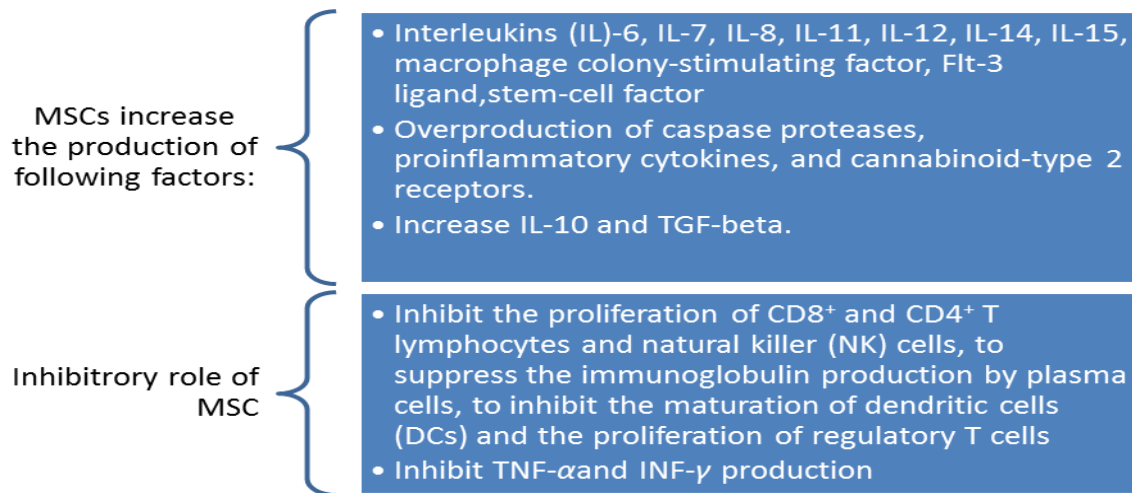 MSCs increase
the production of
following factors:
• Interleukins (IL)-6, IL-7, IL-8, IL-11, IL-12, IL-14, IL-15,
macrophage colony-stimulating factor, Flt-3
ligand,stem-cell factor
• Overproduction of caspase proteases,
proinflammatory cytokines, and cannabinoid-type 2
receptors.
• Increase IL-10 and TGF-beta.
Inhibitrory role of
MSC
• Inhibit the proliferation of CD8⁺ and CD4⁺ T
lymphocytes and natural killer (NK) cells, to
suppress the immunoglobulin production by plasma
cells, to inhibit the maturation of dendritic cells
(DCs) and the proliferation of regulatory T cells
• Inhibit TNF-αand INF-γ production